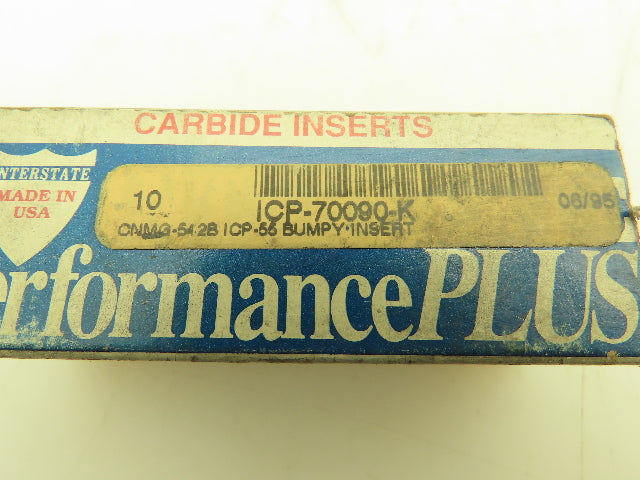 CARBIDE INSERTS
INTERSTATE
MADE IN
USA
10 ICP-70090-K 06/95
CNMG-542B ICP-55 BUMPY INSERT
erformancePLUS